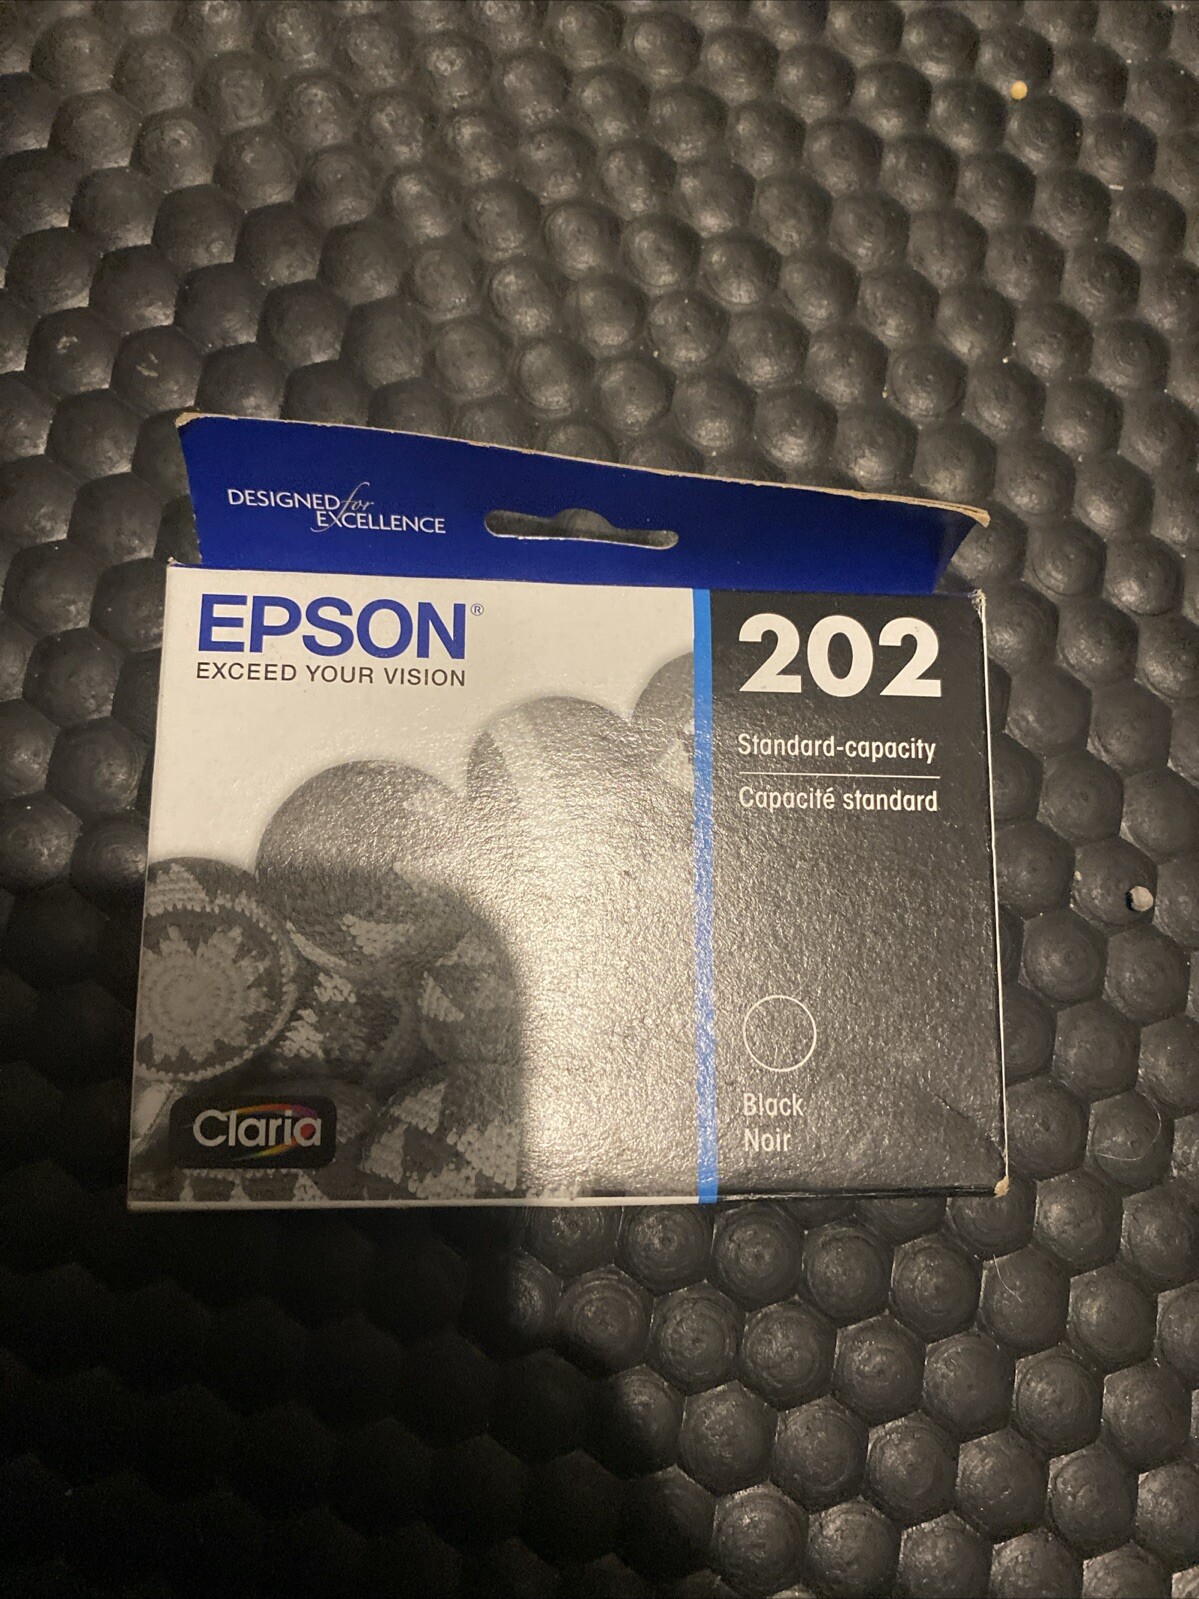 DESIGNED for
EXCELLENCE
EPSON®
EXCEED YOUR VISION
202
Standard-capacity
Capacité standard
Black
Noir
Claria